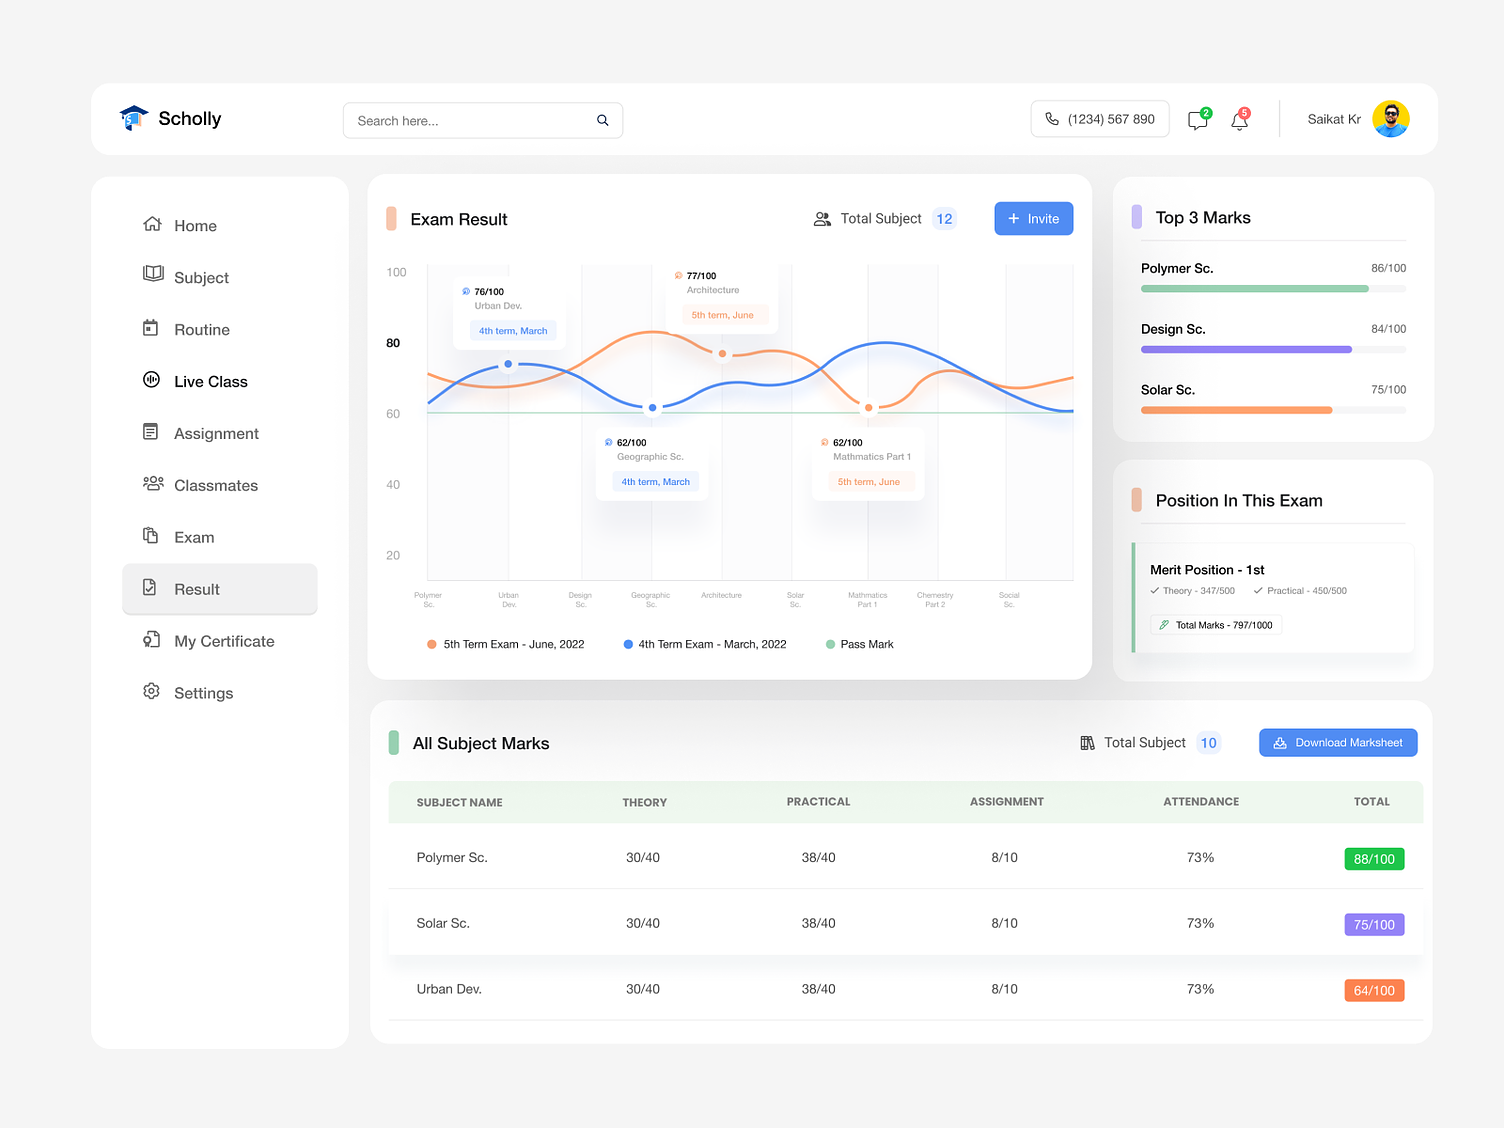 Scholly
Search here...
(1234) 567 890
2
5
Saikat Kr
Home
Subject
Routine
Live Class
Assignment
Classmates
Exam
Result
My Certificate
Settings
Exam Result
Total Subject 12
+ Invite
100
80
60
40
20
76/100
Urban Dev.
4th term, March
77/100
Architecture
5th term, June
62/100
Geographic Sc.
4th term, March
62/100
Mathmatics Part 1
5th term, June
Polymer
Sc.
Urban
Dev.
Design
Sc.
Geographic
Sc.
Architecture
Solar
Sc.
Mathmatics
Part 1
Chemestry
Part 2
Social
Sc.
5th Term Exam - June, 2022
4th Term Exam - March, 2022
Pass Mark
Top 3 Marks
Polymer Sc. 86/100
Design Sc. 84/100
Solar Sc. 75/100
Position In This Exam
Merit Position - 1st
Theory - 347/500 Practical - 450/500
Total Marks - 797/1000
All Subject Marks
Total Subject 10
Download Marksheet
SUBJECT NAME THEORY PRACTICAL ASSIGNMENT ATTENDANCE TOTAL
Polymer Sc. 30/40 38/40 8/10 73% 88/100
Solar Sc. 30/40 38/40 8/10 73% 75/100
Urban Dev. 30/40 38/40 8/10 73% 64/100